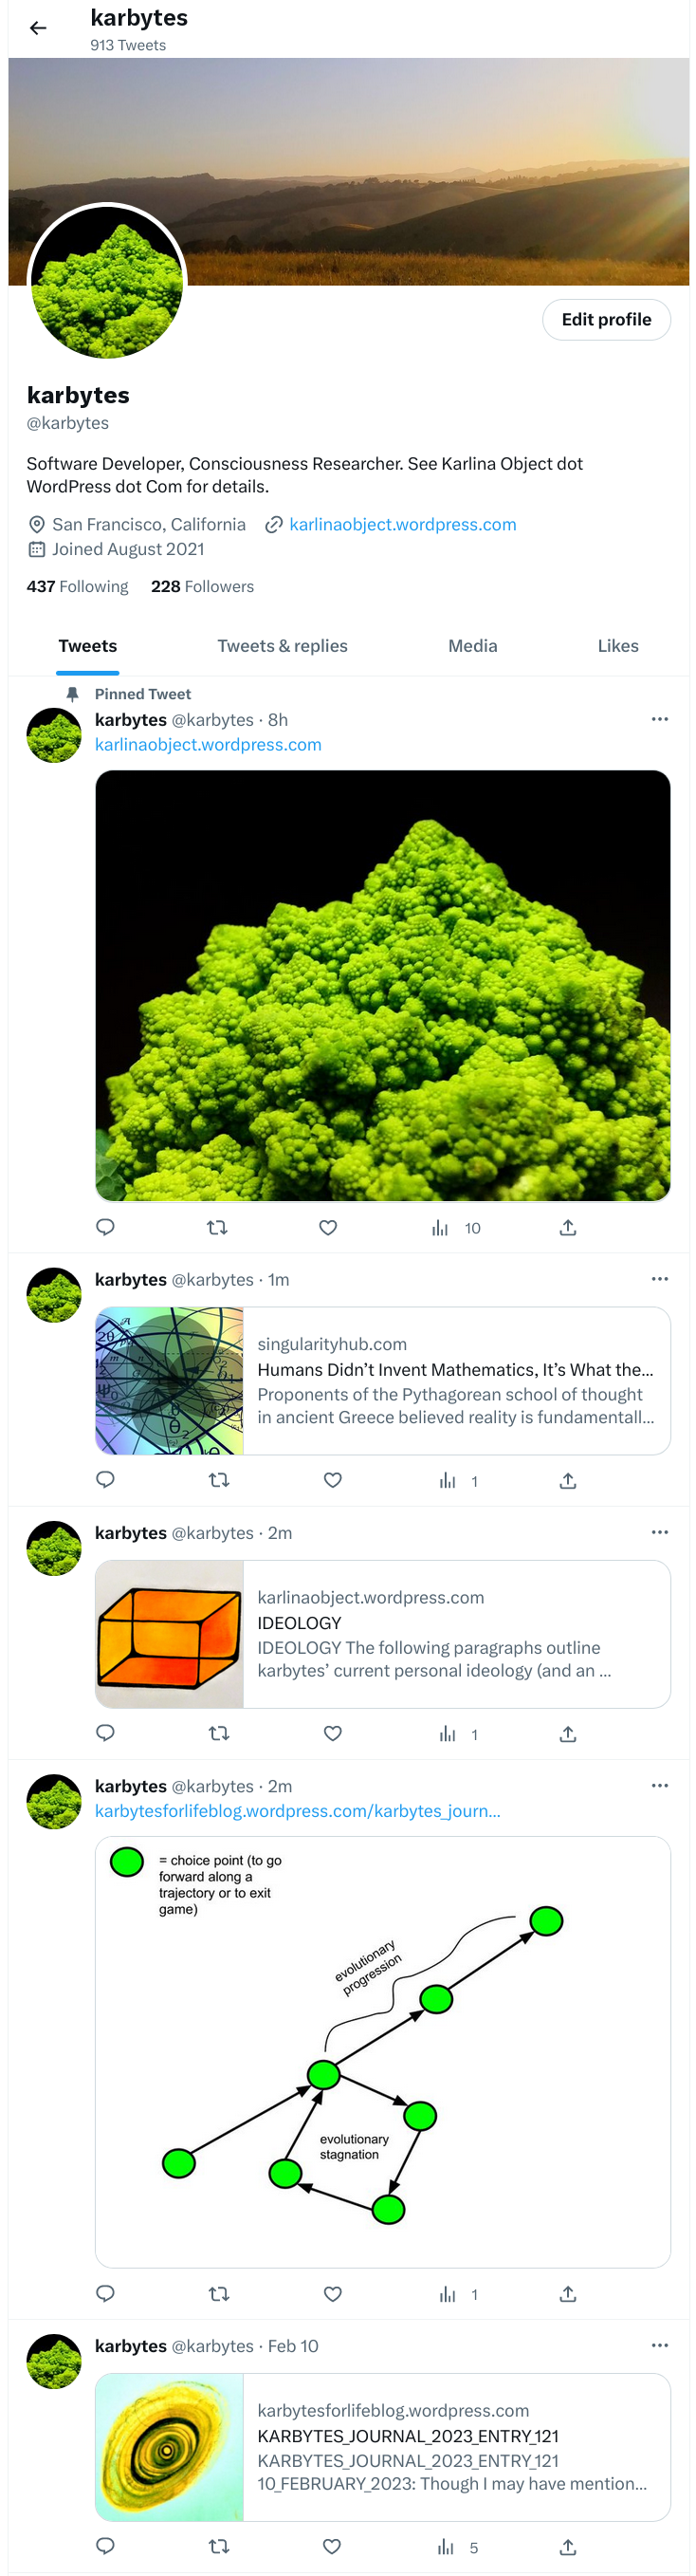 karbytes
913 Tweets
Edit profile
karbytes
@karbytes
Software Developer, Consciousness Researcher. See Karlina Object dot
WordPress dot Com for details.
San Francisco, California karlinaobject.wordpress.com
Joined August 2021
437 Following 228 Followers
Tweets Tweets & replies Media Likes
Pinned Tweet
karbytes @karbytes · 8h
karlinaobject.wordpress.com
10
karbytes @karbytes · 1m
singularityhub.com
Humans Didn’t Invent Mathematics, It’s What the...
Proponents of the Pythagorean school of thought
in ancient Greece believed reality is fundamentall...
1
karbytes @karbytes · 2m
karlinaobject.wordpress.com
IDEOLOGY
IDEOLOGY The following paragraphs outline
karbytes’ current personal ideology (and an ...
1
karbytes @karbytes · 2m
karbytesforlifeblog.wordpress.com/karbytes_journ...
= choice point (to go
forward along a
trajectory or to exit
game)
evolutionary
progression
evolutionary
stagnation
1
karbytes @karbytes · Feb 10
karbytesforlifeblog.wordpress.com
KARBYTES_JOURNAL_2023_ENTRY_121
KARBYTES_JOURNAL_2023_ENTRY_121
10_FEBRUARY_2023: Though I may have mention...
5